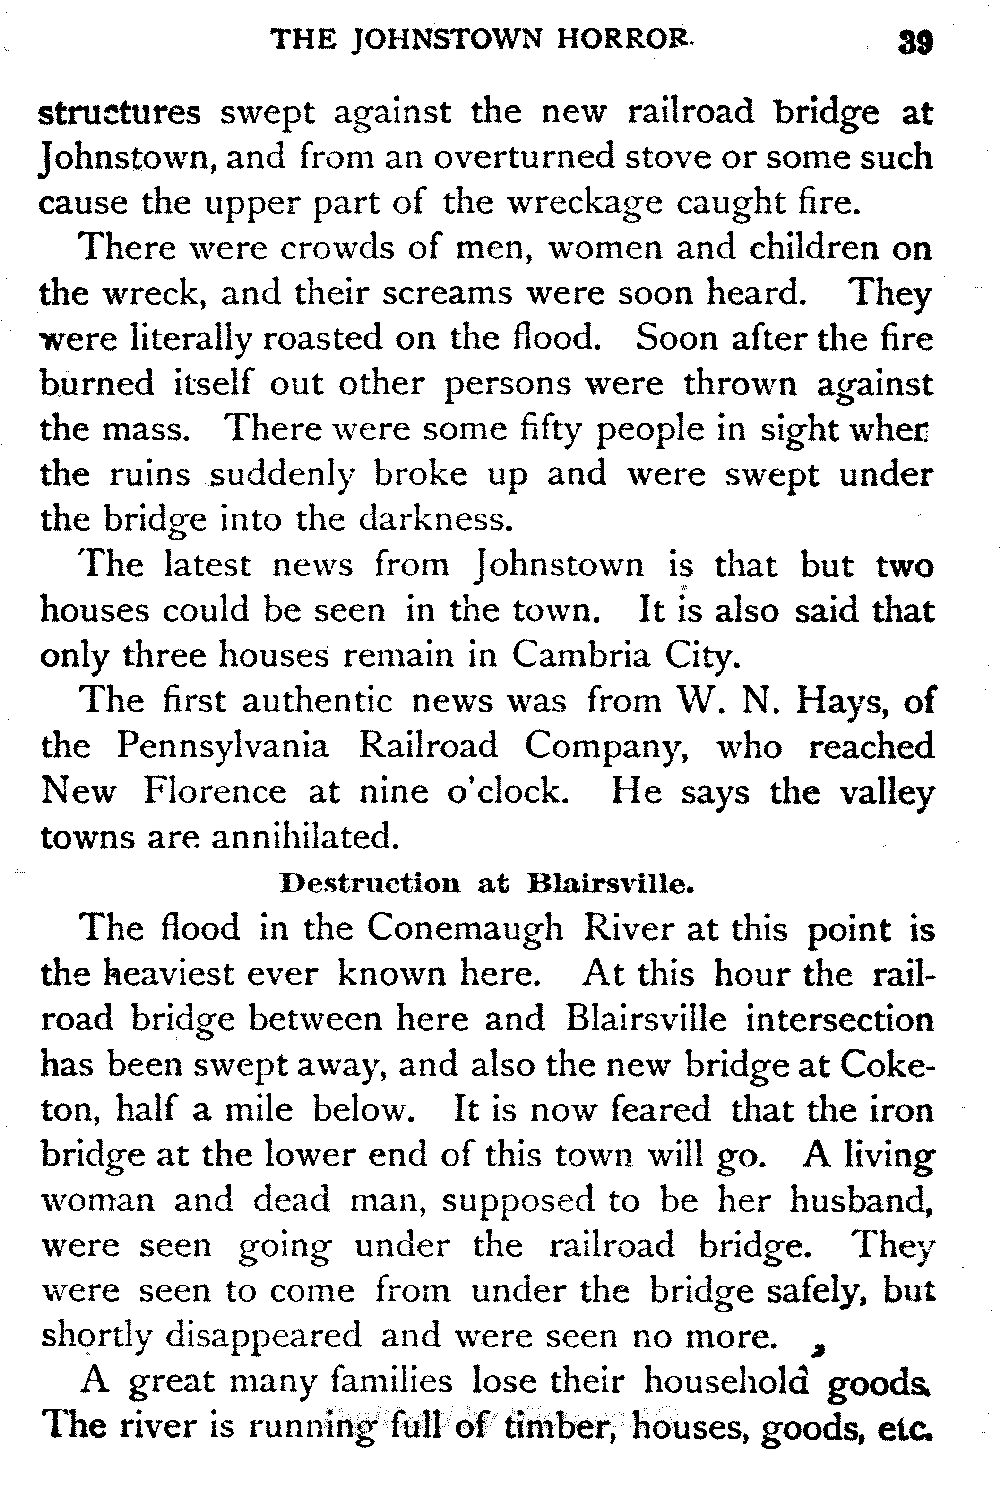 THE JOHNSTOWN HORROR. 39
structures swept against the new railroad bridge at
Johnstown, and from an overturned stove or some such
cause the upper part of the wreckage caught fire.
There were crowds of men, women and children on
the wreck, and their screams were soon heard. They
were literally roasted on the flood. Soon after the fire
burned itself out other persons were thrown against
the mass. There were some fifty people in sight when
the ruins suddenly broke up and were swept under
the bridge into the darkness.
The latest news from Johnstown is that but two
houses could be seen in the town. It is also said that
only three houses remain in Cambria City.
The first authentic news was from W. N. Hays, of
the Pennsylvania Railroad Company, who reached
New Florence at nine o'clock. He says the valley
towns are annihilated.
Destruction at Blairsville.
The flood in the Conemaugh River at this point is
the heaviest ever known here. At this hour the rail-
road bridge between here and Blairsville intersection
has been swept away, and also the new bridge at Coke-
ton, half a mile below. It is now feared that the iron
bridge at the lower end of this town will go. A living
woman and dead man, supposed to be her husband,
were seen going under the railroad bridge. They
were seen to come from under the bridge safely, but
shortly disappeared and were seen no more.
A great many families lose their household goods.
The river is running full of timber, houses, goods, etc.